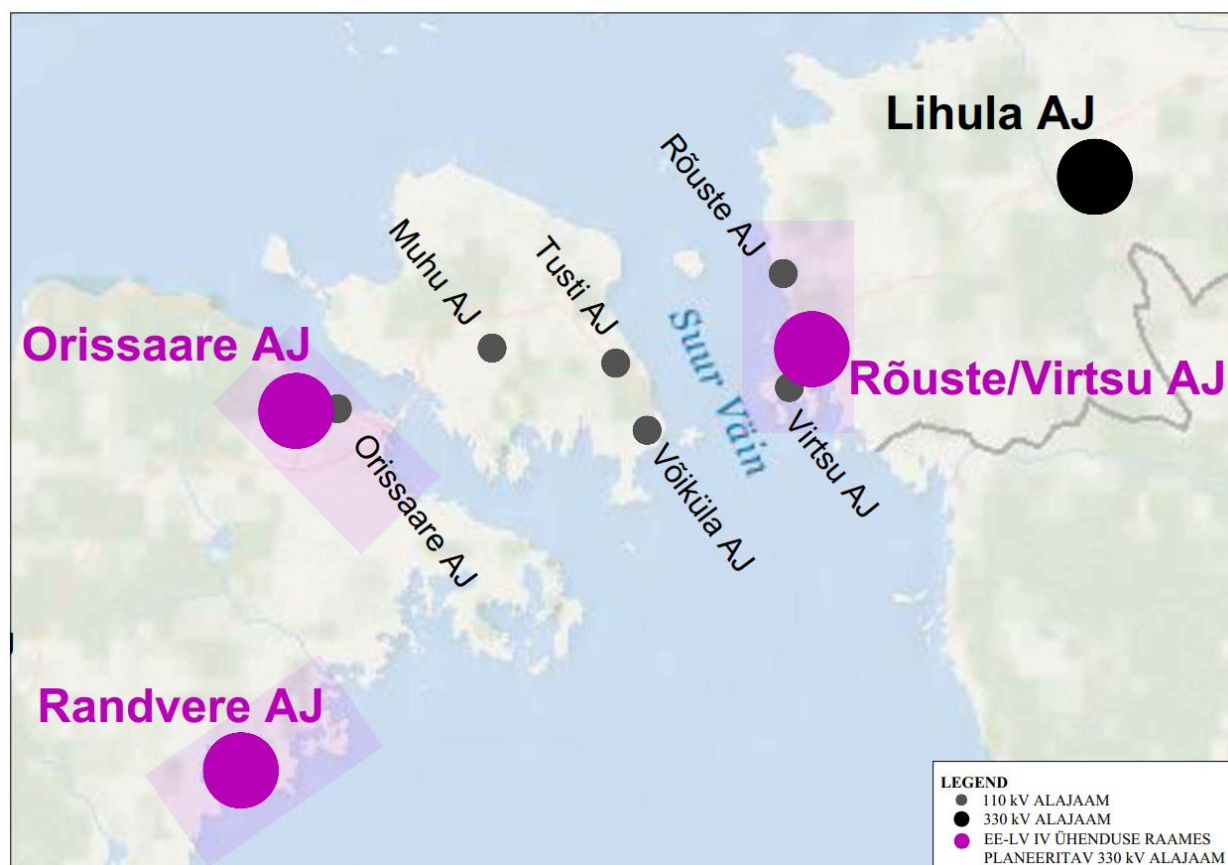 Lihula AJ
Rõuste AJ
Muhu AJ
Tusti AJ
Suur Väin
Orissaare AJ
Rõuste/Virtsu AJ
Orissaare AJ
Võiküla AJ
Virtsu AJ
Randvere AJ
LEGEND
110 kV ALAJAAM
330 kV ALAJAAM
EE-LV IV ÜHENDUSE RAAMES
PLANEERITAV 330 kV ALAJAAM